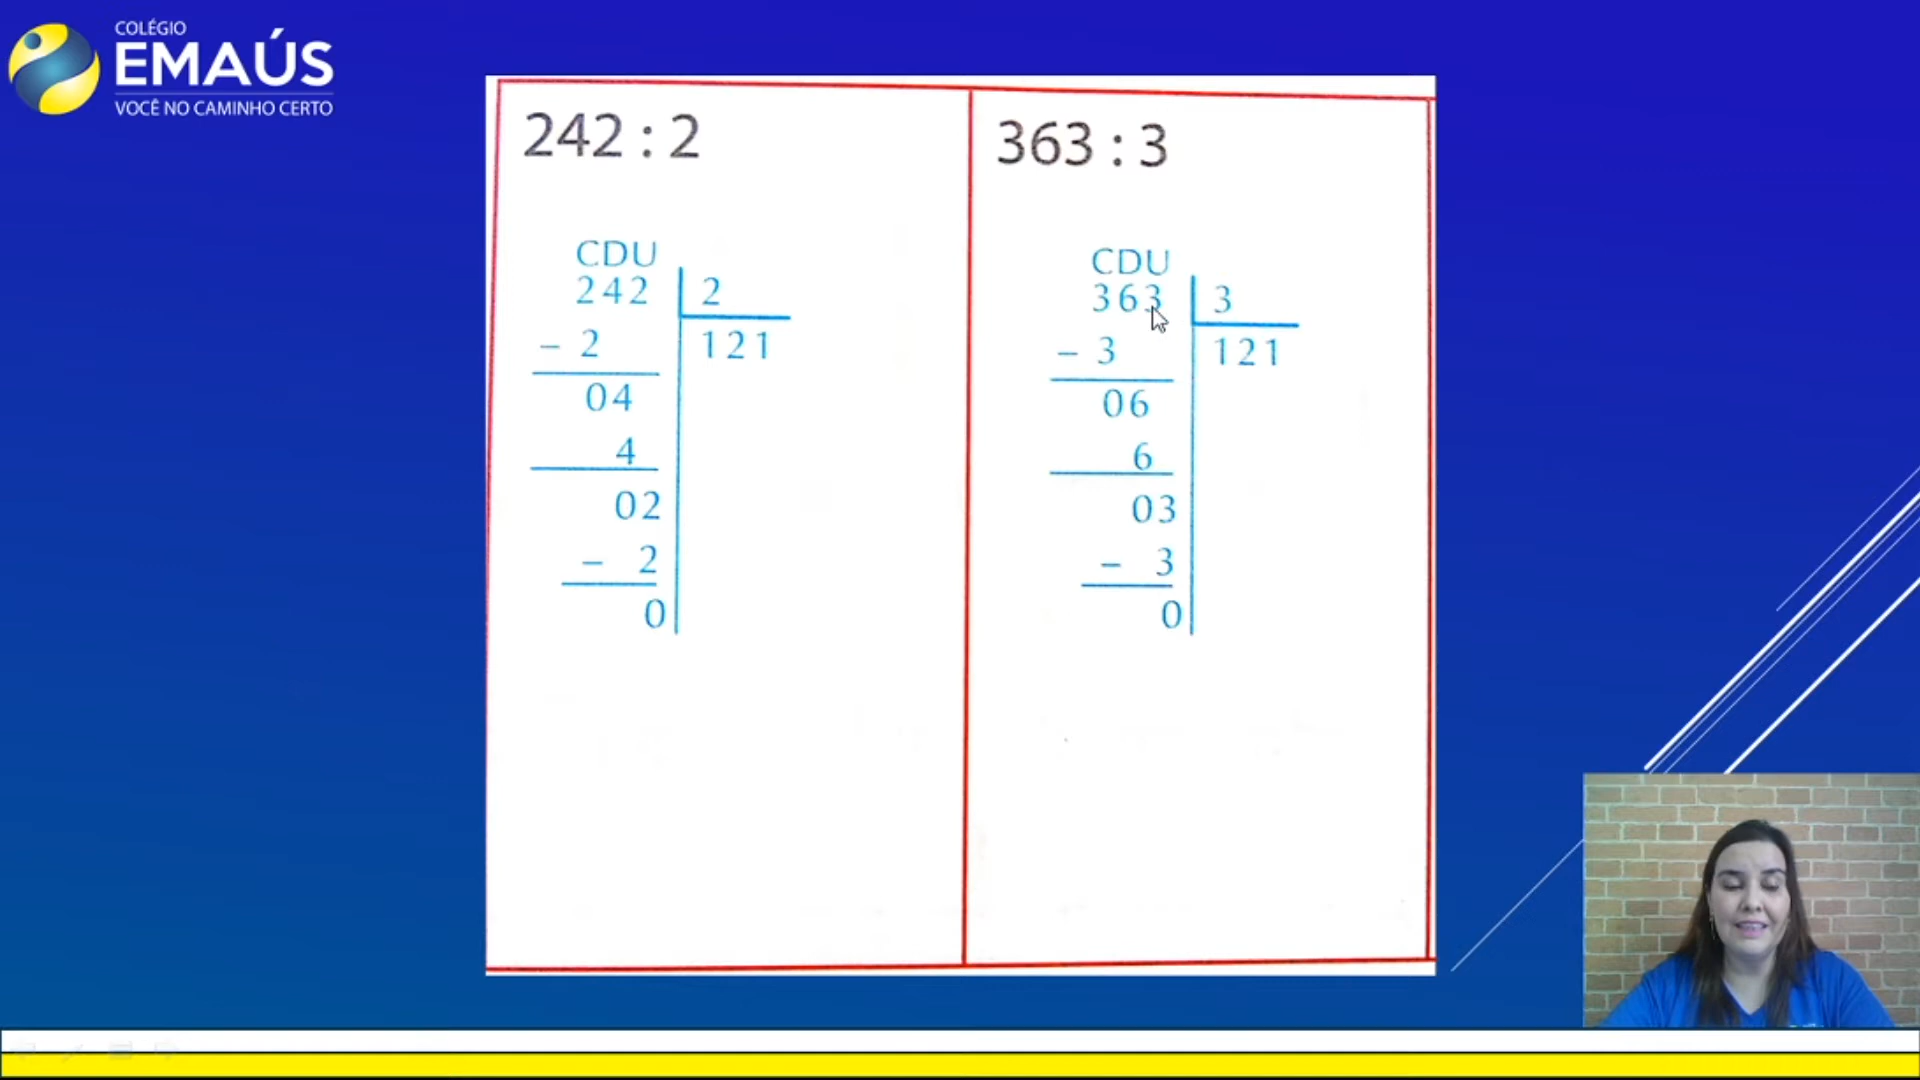 COLÉGIO
EMAÚS
VOCÊ NO CAMINHO CERTO
242 : 2
CDU
242 2
- 2 121
04
4
02
- 2
0
363 : 3
CDU
363 3
- 3 121
06
6
03
- 3
0